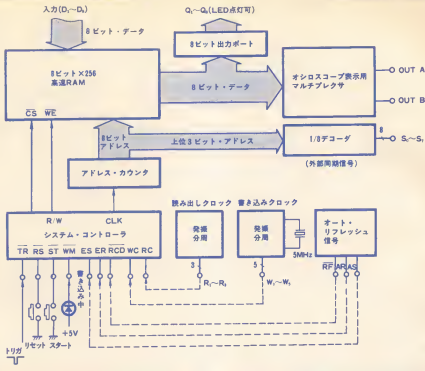 入力(D₁〜D₈)
Q₁〜Q₈(LED点灯可)
8ビット・データ
8ビット出力ポート
8ビット×256
高速RAM
8ビット・データ
オシロスコープ表示用
マルチプレクサ
OUT A
OUT B
CS WE
8ビット
アドレス
上位3ビット・アドレス
1/8デコーダ
8
S₁〜S₈
(外部同期信号)
アドレス・カウンタ
読み出しクロック
書き込みクロック
R/W CLK
システム・コントローラ
TR RS ST WM ES ER RCD WC RC
発振
分周
3
発振
分周
5
5MHz
オート・
リフレッシュ
信号
RF AR AS
R₁〜R₃
W₁〜W₅
書き込み中
+5V
トリガ
リセット
スタート